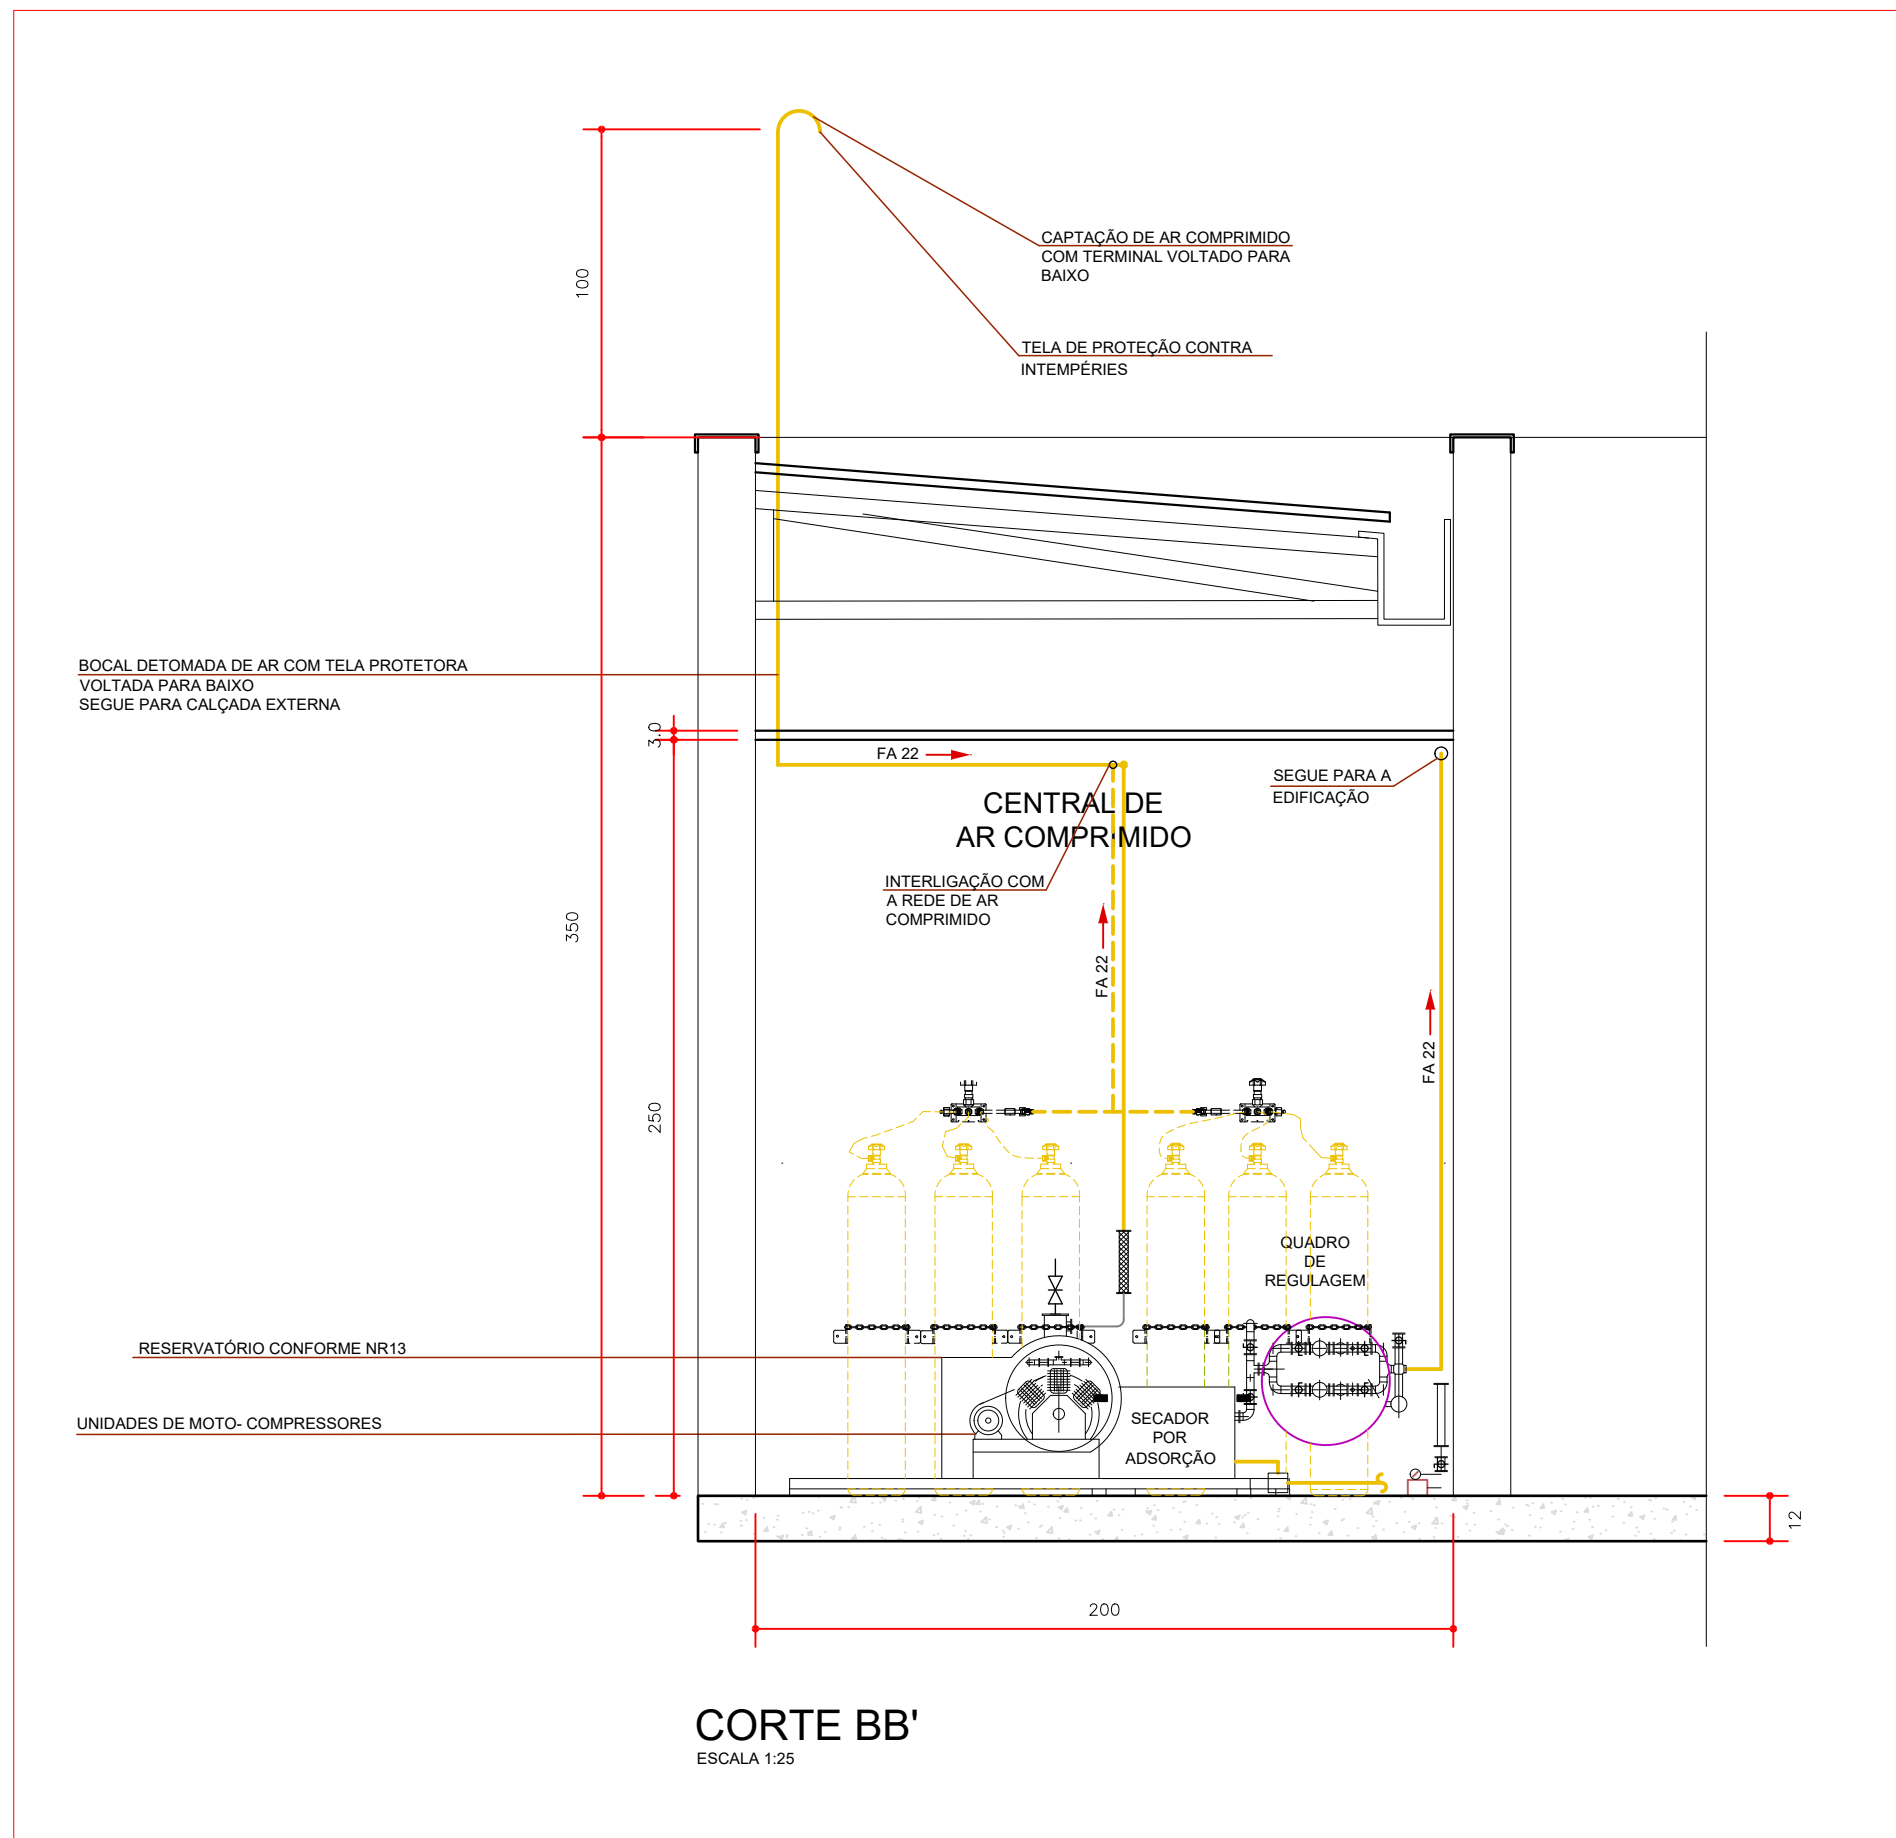 100
CAPTAÇÃO DE AR COMPRIMIDO
COM TERMINAL VOLTADO PARA
BAIXO
TELA DE PROTEÇÃO CONTRA
INTEMPÉRIES
BOCAL DETOMADA DE AR COM TELA PROTETORA
VOLTADA PARA BAIXO
SEGUE PARA CALÇADA EXTERNA
3.0
FA 22
SEGUE PARA A
EDIFICAÇÃO
CENTRAL DE
AR COMPRIMIDO
INTERLIGAÇÃO COM
A REDE DE AR
COMPRIMIDO
350
FA 22
FA 22
250
QUADRO
DE
REGULAGEM
RESERVATÓRIO CONFORME NR13
UNIDADES DE MOTO- COMPRESSORES
SECADOR
POR
ADSORÇÃO
12
200
CORTE BB'
ESCALA 1:25